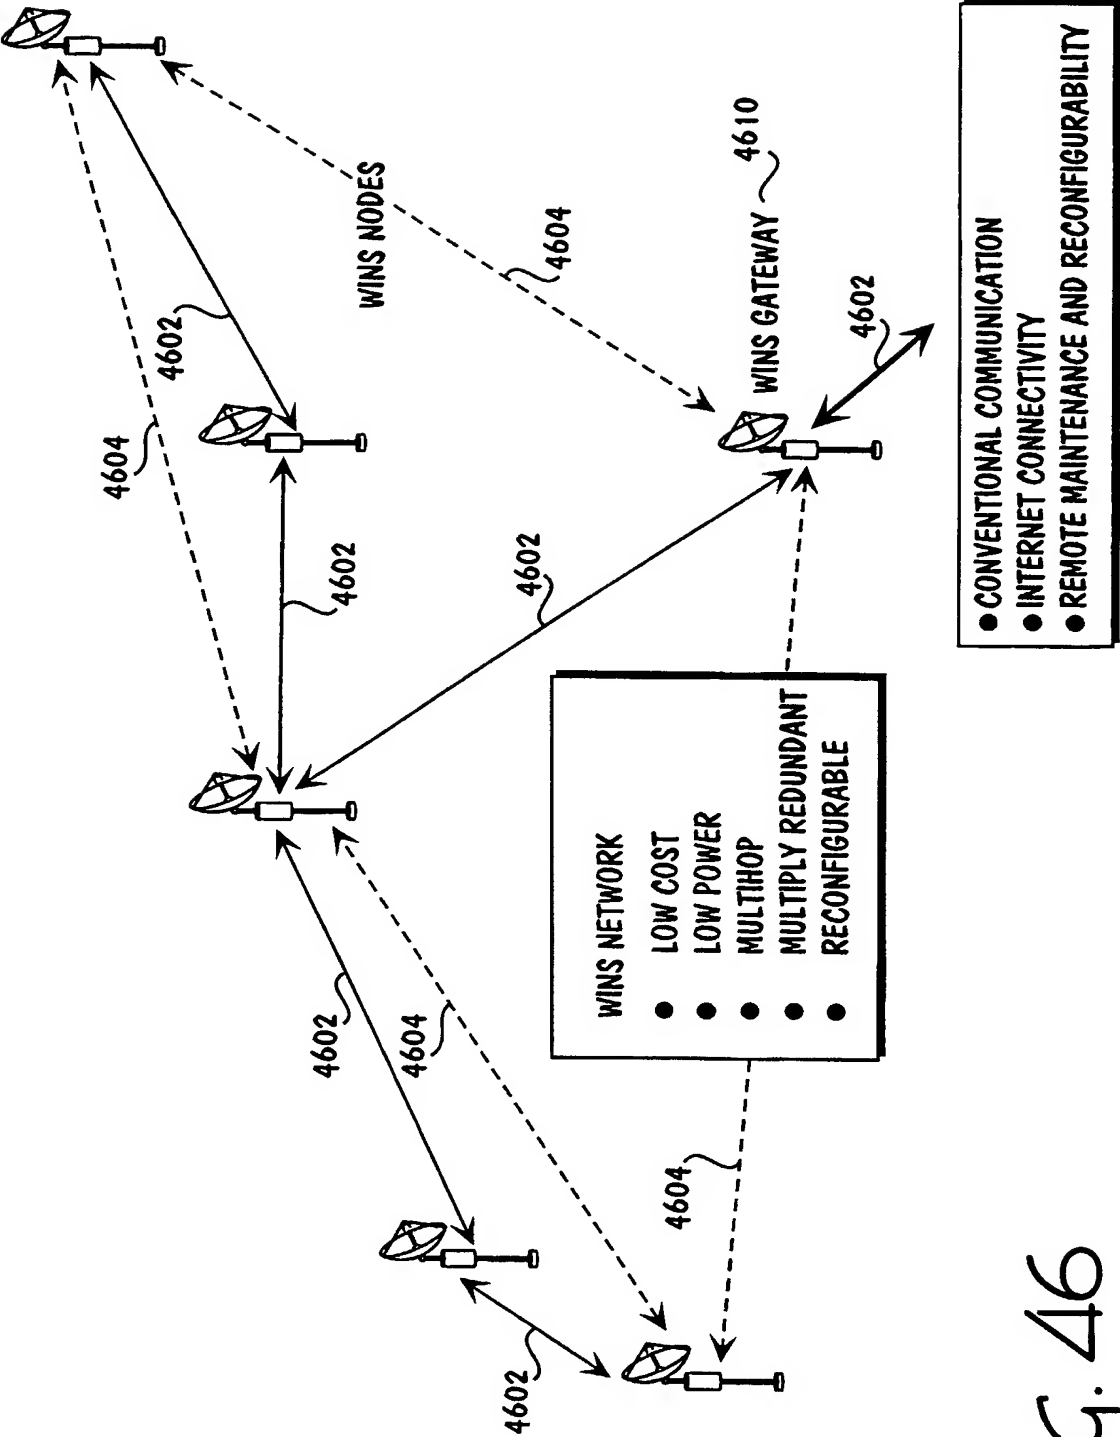 4602
4602
4604
4604
4602
4602
4604
4602
4604
WINS NODES
4602
WINS GATEWAY
4610
WINS NETWORK
● LOW COST
● LOW POWER
● MULTIHOP
● MULTIPLY REDUNDANT
● RECONFIGURABLE
● CONVENTIONAL COMMUNICATION
● INTERNET CONNECTIVITY
● REMOTE MAINTENANCE AND RECONFIGURABILITY
G. 46